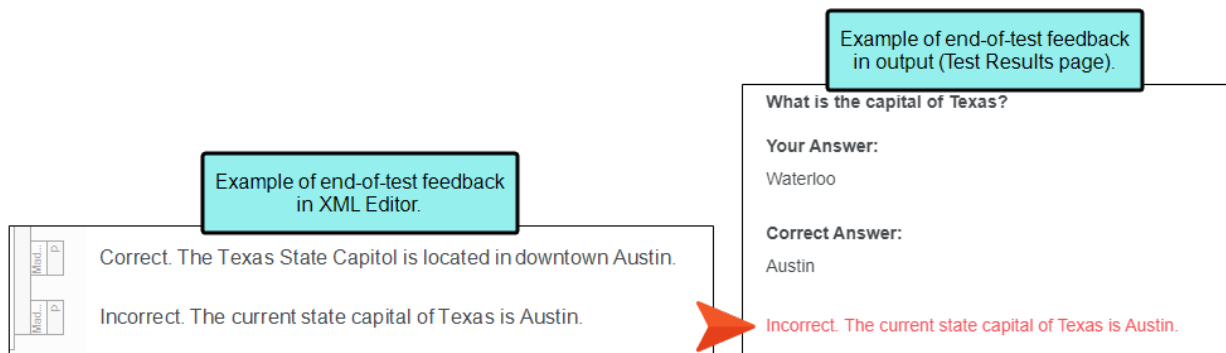 Example of end-of-test feedback
in output (Test Results page).
What is the capital of Texas?
Your Answer:
Waterloo
Correct Answer:
Austin
Incorrect. The current state capital of Texas is Austin.
Example of end-of-test feedback
in XML Editor.
Mad... p
Correct. The Texas State Capitol is located in downtown Austin.
Mad... p
Incorrect. The current state capital of Texas is Austin.